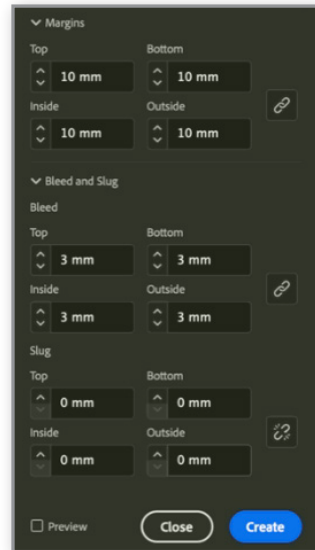 Margins
Top Bottom
10 mm 10 mm
Inside Outside
10 mm 10 mm
Bleed and Slug
Bleed
Top Bottom
3 mm 3 mm
Inside Outside
3 mm 3 mm
Slug
Top Bottom
0 mm 0 mm
Inside Outside
0 mm 0 mm
Preview Close Create